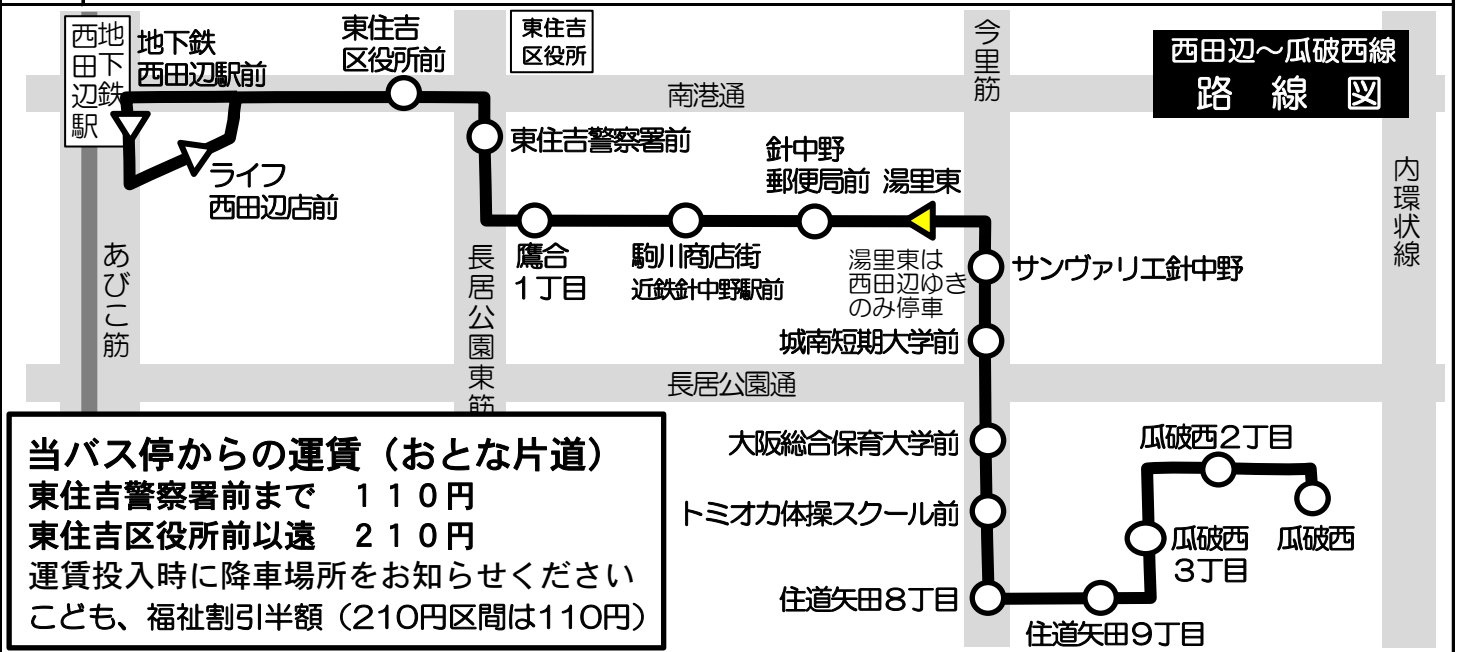 地下鉄
西田辺駅
地下鉄
西田辺駅前
東住吉
区役所前
東住吉
区役所
今里筋
西田辺～瓜破西線
路線図
南港通
東住吉警察署前
針中野
郵便局前
湯里東
ライフ
西田辺店前
内環状線
あびこ筋
長居公園東筋
鷹合
1丁目
駒川商店街
近鉄針中野駅前
湯里東は
西田辺ゆき
のみ停車
サンヴァリエ針中野
城南短期大学前
長居公園通
大阪総合保育大学前
瓜破西2丁目
トミオカ体操スクール前
瓜破西
3丁目
瓜破西
住道矢田8丁目
住道矢田9丁目
当バス停からの運賃（おとな片道）
東住吉警察署前まで　１１０円
東住吉区役所前以遠　２１０円
運賃投入時に降車場所をお知らせください
こども、福祉割引半額（210円区間は110円）